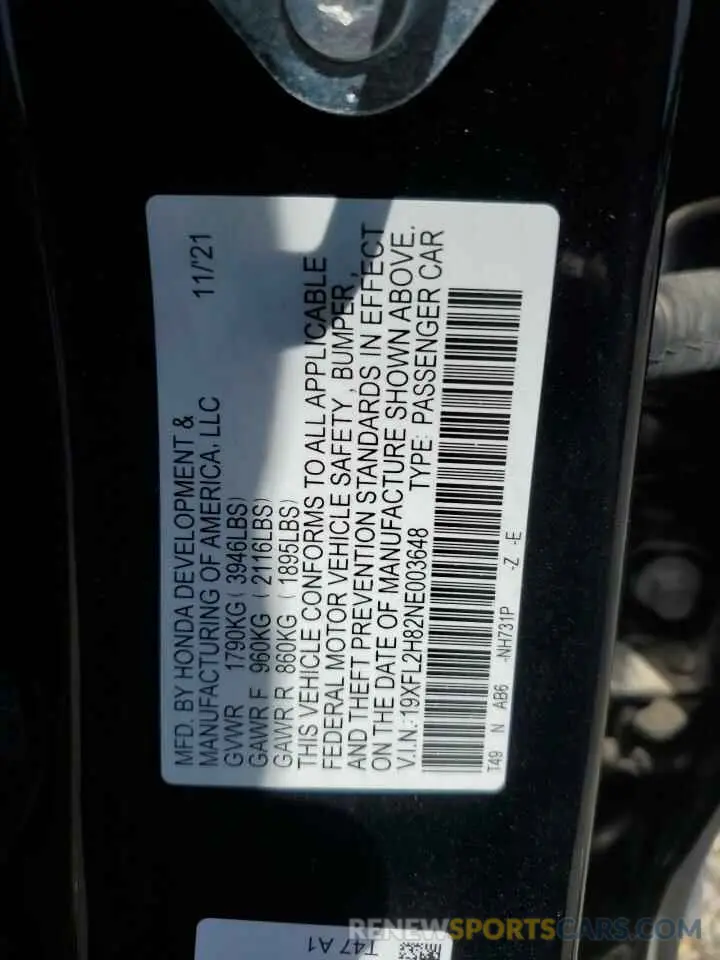 MFD. BY HONDA DEVELOPMENT & 11/'21
MANUFACTURING OF AMERICA, LLC
GVWR 1790KG ( 3946LBS)
GAWR F 960KG ( 2116LBS)
GAWR R 860KG ( 1895LBS)
THIS VEHICLE CONFORMS TO ALL APPLICABLE
FEDERAL MOTOR VEHICLE SAFETY , BUMPER ,
AND THEFT PREVENTION STANDARDS IN EFFECT
ON THE DATE OF MANUFACTURE SHOWN ABOVE.
V.I.N.: 19XFL2H82NE003648 TYPE: PASSENGER CAR
T49 N AB6 -NH731P -Z -E
T47 A1
RENEWSPORTSCARS.COM